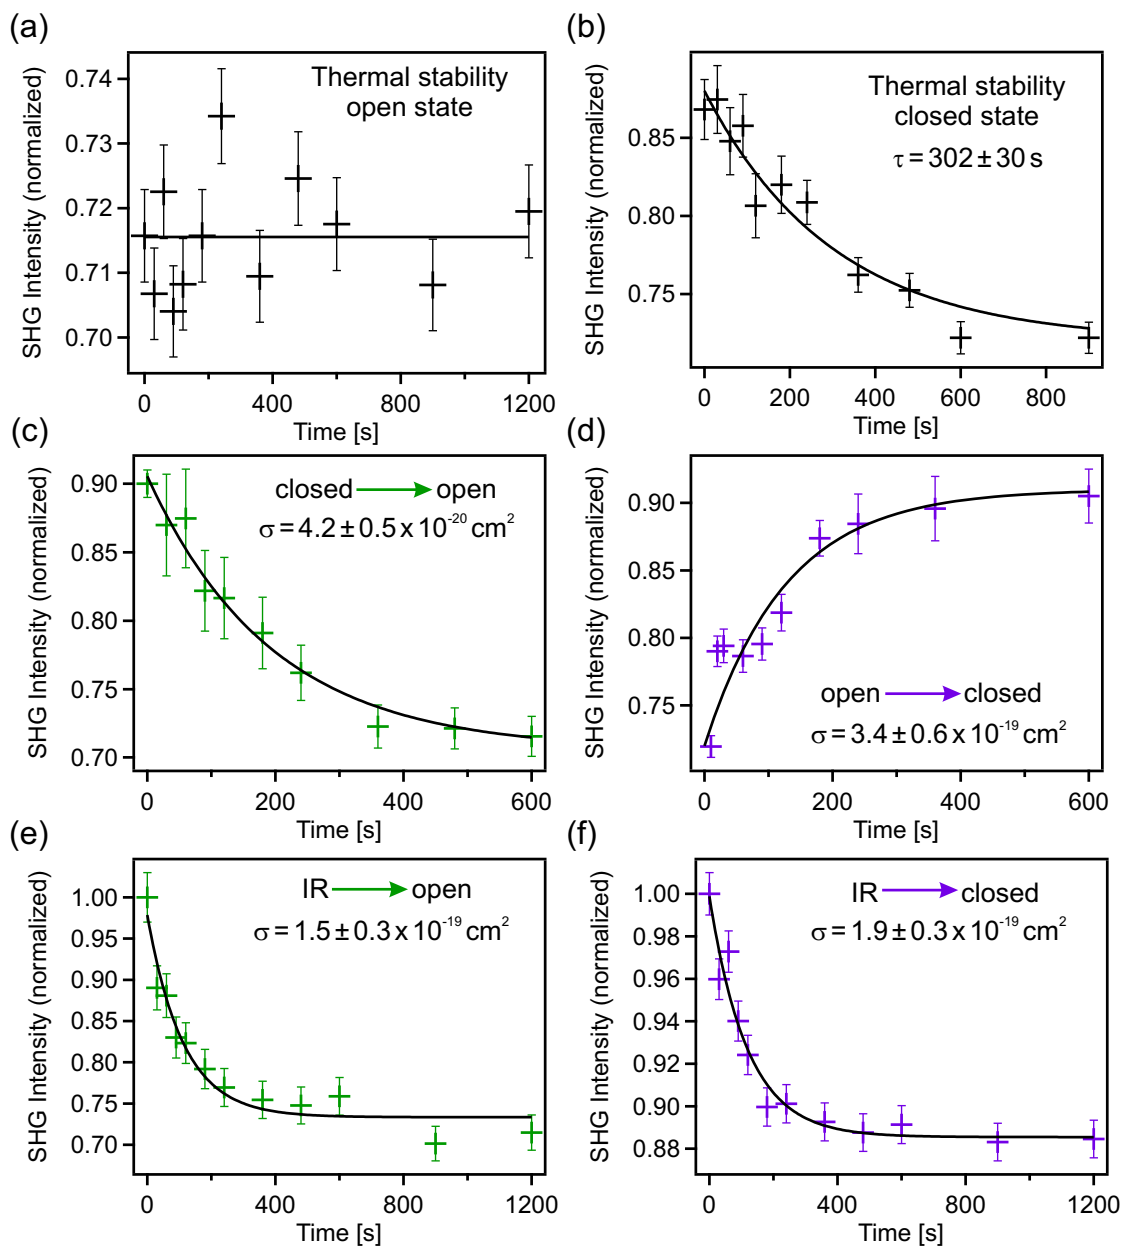 (a)
SHG Intensity (normalized)
0.74
0.73
0.72
0.71
0.70
Thermal stability
open state
0 400 800 1200
Time [s]
(b)
SHG Intensity (normalized)
0.85
0.80
0.75
Thermal stability
closed state
τ = 302 ± 30 s
0 200 400 600 800
Time [s]
(c)
SHG Intensity (normalized)
0.90
0.85
0.80
0.75
0.70
closed open
σ = 4.2 ± 0.5 x 10⁻²⁰ cm²
0 200 400 600
Time [s]
(d)
SHG Intensity (normalized)
0.90
0.85
0.80
0.75
open closed
σ = 3.4 ± 0.6 x 10⁻¹⁹ cm²
0 200 400 600
Time [s]
(e)
SHG Intensity (normalized)
1.00
0.95
0.90
0.85
0.80
0.75
0.70
IR open
σ = 1.5 ± 0.3 x 10⁻¹⁹ cm²
0 400 800 1200
Time [s]
(f)
SHG Intensity (normalized)
1.00
0.98
0.96
0.94
0.92
0.90
0.88
IR closed
σ = 1.9 ± 0.3 x 10⁻¹⁹ cm²
0 400 800 1200
Time [s]